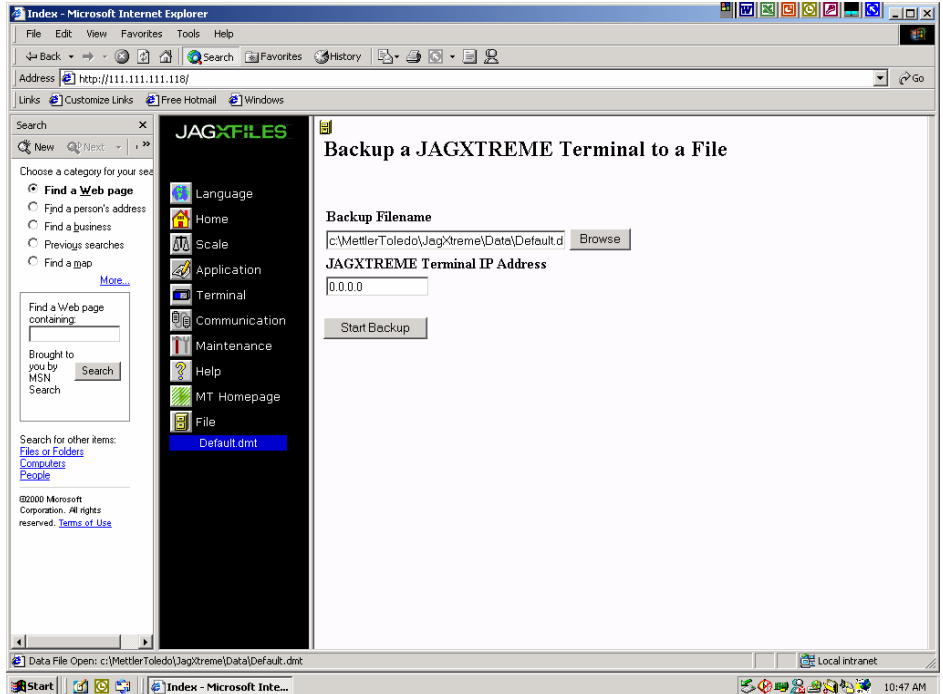 Index - Microsoft Internet Explorer
File Edit View Favorites Tools Help
Back Search Favorites History
Address http://111.111.111.118/ Go
Links Customize Links Free Hotmail Windows
Search
New Next
Choose a category for your sea
Find a Web page
Find a person's address
Find a business
Previous searches
Find a map
More...
Find a Web page
containing:
Brought to
you by
MSN
Search
Search
Search for other items:
Files or Folders
Computers
People
©2000 Microsoft
Corporation. All rights
reserved. Terms of Use
JAGXFILES
Language
Home
Scale
Application
Terminal
Communication
Maintenance
Help
MT Homepage
File
Default.dmt
Backup a JAGXTREME Terminal to a File
Backup Filename
c:\MettlerToledo\JagXtreme\Data\Default.d Browse
JAGXTREME Terminal IP Address
0.0.0.0
Start Backup
Data File Open: c:\MettlerToledo\JagXtreme\Data\Default.dmt Local intranet
Start Index - Microsoft Inte... 10:47 AM